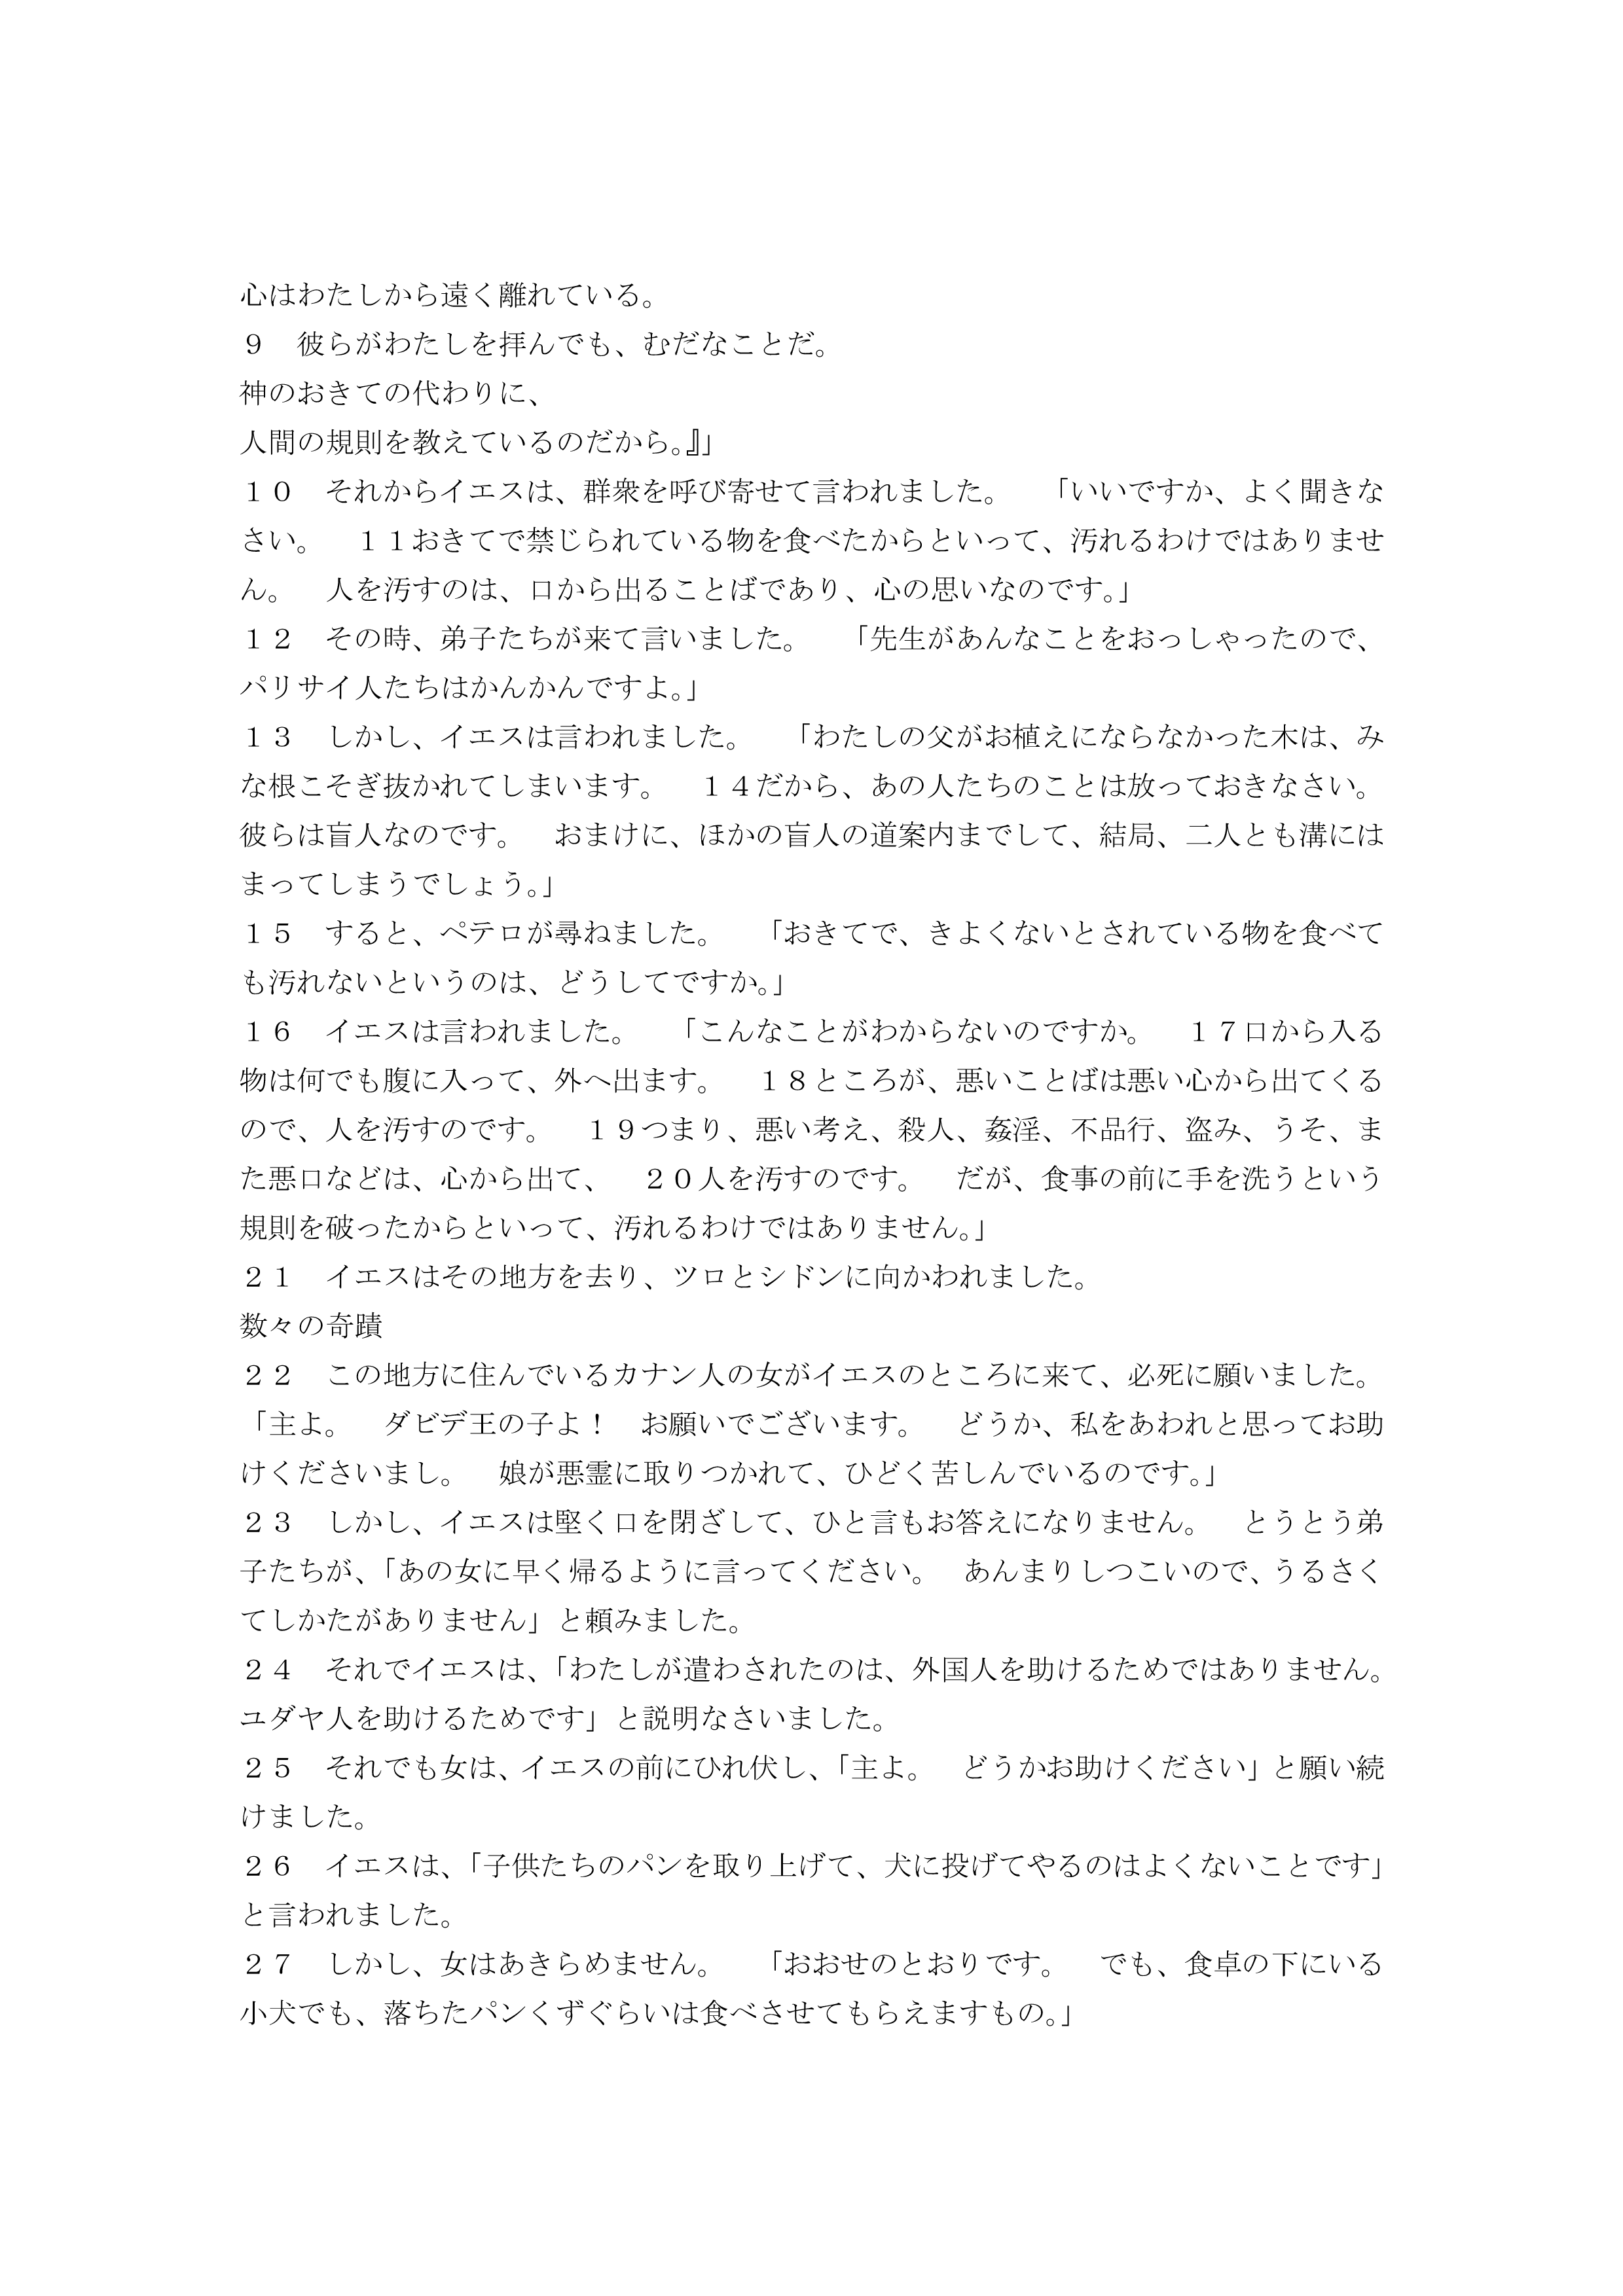 心はわたしから遠く離れている。
９　彼らがわたしを拝んでも、むだなことだ。
神のおきての代わりに、
人間の規則を教えているのだから。』」
１０　それからイエスは、群衆を呼び寄せて言われました。　「いいですか、よく聞きな
さい。　１１おきてで禁じられている物を食べたからといって、汚れるわけではありませ
ん。　人を汚すのは、口から出ることばであり、心の思いなのです。」
１２　その時、弟子たちが来て言いました。　「先生があんなことをおっしゃったので、
パリサイ人たちはかんかんですよ。」
１３　しかし、イエスは言われました。　「わたしの父がお植えにならなかった木は、み
な根こそぎ抜かれてしまいます。　１４だから、あの人たちのことは放っておきなさい。
彼らは盲人なのです。　おまけに、ほかの盲人の道案内までして、結局、二人とも溝には
まってしまうでしょう。」
１５　すると、ペテロが尋ねました。　「おきてで、きよくないとされている物を食べて
も汚れないというのは、どうしてですか。」
１６　イエスは言われました。　「こんなことがわからないのですか。　１７口から入る
物は何でも腹に入って、外へ出ます。　１８ところが、悪いことばは悪い心から出てくる
ので、人を汚すのです。　１９つまり、悪い考え、殺人、姦淫、不品行、盗み、うそ、ま
た悪口などは、心から出て、　２０人を汚すのです。　だが、食事の前に手を洗うという
規則を破ったからといって、汚れるわけではありません。」
２１　イエスはその地方を去り、ツロとシドンに向かわれました。
数々の奇蹟
２２　この地方に住んでいるカナン人の女がイエスのところに来て、必死に願いました。
「主よ。　ダビデ王の子よ！　お願いでございます。　どうか、私をあわれと思ってお助
けくださいまし。　娘が悪霊に取りつかれて、ひどく苦しんでいるのです。」
２３　しかし、イエスは堅く口を閉ざして、ひと言もお答えになりません。　とうとう弟
子たちが、「あの女に早く帰るように言ってください。　あんまりしつこいので、うるさく
てしかたがありません」と頼みました。
２４　それでイエスは、「わたしが遣わされたのは、外国人を助けるためではありません。
ユダヤ人を助けるためです」と説明なさいました。
２５　それでも女は、イエスの前にひれ伏し、「主よ。　どうかお助けください」と願い続
けました。
２６　イエスは、「子供たちのパンを取り上げて、犬に投げてやるのはよくないことです」
と言われました。
２７　しかし、女はあきらめません。　「おおせのとおりです。　でも、食卓の下にいる
小犬でも、落ちたパンくずぐらいは食べさせてもらえますもの。」